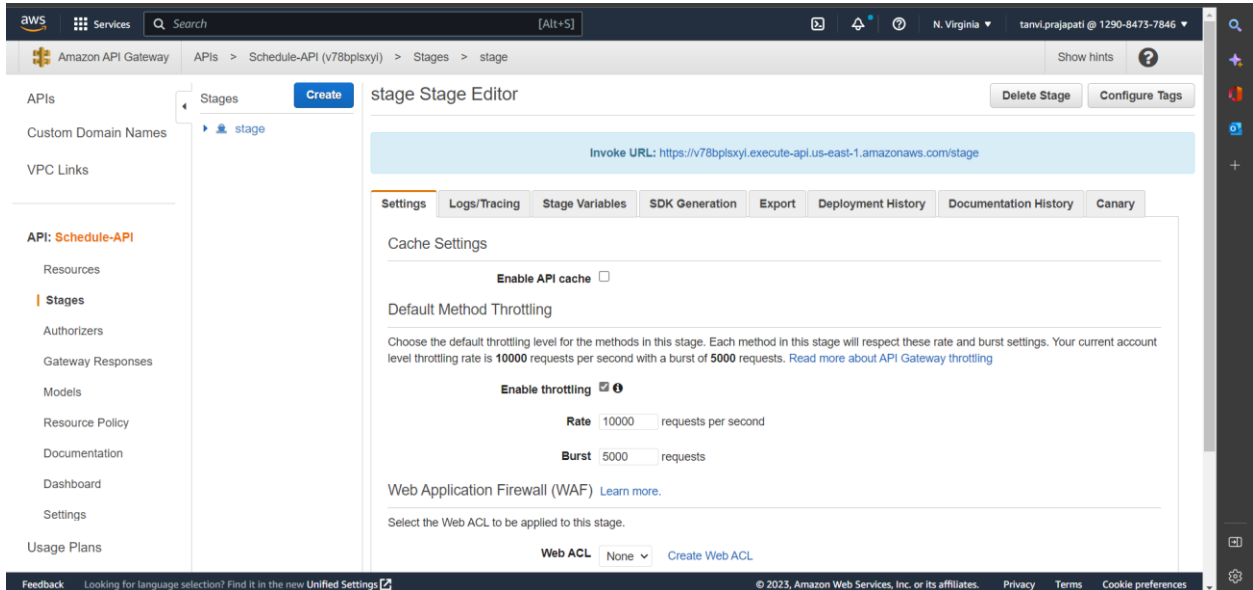 aws Services Search [Alt+S] N. Virginia ▼ tanvi.prajapati @ 1290-8473-7846 ▼
Amazon API Gateway APIs > Schedule-API (v78bplsxyi) > Stages > stage Show hints
APIs
Custom Domain Names
VPC Links
API: Schedule-API
Resources
Stages
Authorizers
Gateway Responses
Models
Resource Policy
Documentation
Dashboard
Settings
Usage Plans
Stages Create
stage
stage Stage Editor Delete Stage Configure Tags
Invoke URL: https://v78bplsxyi.execute-api.us-east-1.amazonaws.com/stage
Settings Logs/Tracing Stage Variables SDK Generation Export Deployment History Documentation History Canary
Cache Settings
Enable API cache
Default Method Throttling
Choose the default throttling level for the methods in this stage. Each method in this stage will respect these rate and burst settings. Your current account
level throttling rate is 10000 requests per second with a burst of 5000 requests. Read more about API Gateway throttling
Enable throttling
Rate 10000 requests per second
Burst 5000 requests
Web Application Firewall (WAF) Learn more.
Select the Web ACL to be applied to this stage.
Web ACL None Create Web ACL
Feedback Looking for language selection? Find it in the new Unified Settings © 2023, Amazon Web Services, Inc. or its affiliates. Privacy Terms Cookie preferences